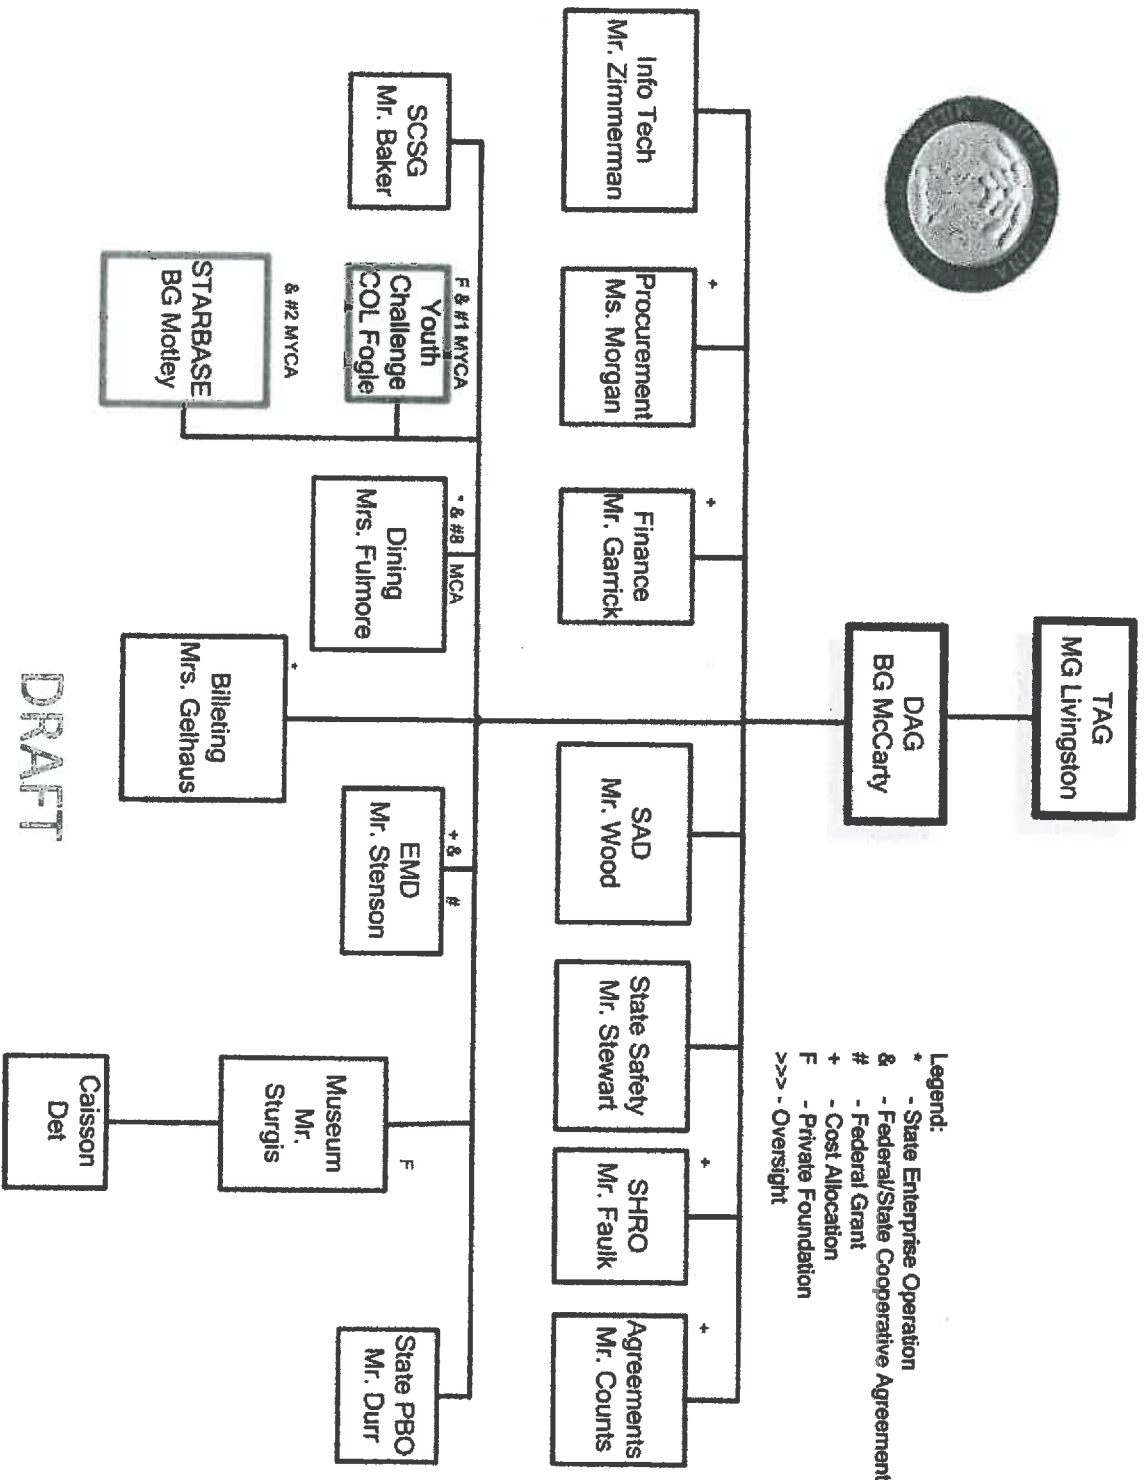 TAG
MG Livingston
DAG
BG McCarty
Legend:
* - State Enterprise Operation
& - Federal/State Cooperative Agreement
# - Federal Grant
+ - Cost Allocation
F - Private Foundation
>>> - Oversight
Info Tech
Mr. Zimmerman
+
Procurement
Ms. Morgan
+
Finance
Mr. Garrick
SAD
Mr. Wood
State Safety
Mr. Stewart
+
SHRO
Mr. Faulk
+
Agreements
Mr. Counts
SCSG
Mr. Baker
F & #1 MYCA
Youth
Challenge
COL Fogle
& #2 MYCA
STARBASE
BG Motley
* & #8 MCA
Dining
Mrs. Fulmore
*
Billeting
Mrs. Gelhaus
+ & #
EMD
Mr. Stenson
F
Museum
Mr.
Sturgis
Caisson
Det
State PBO
Mr. Durr
DRAFT